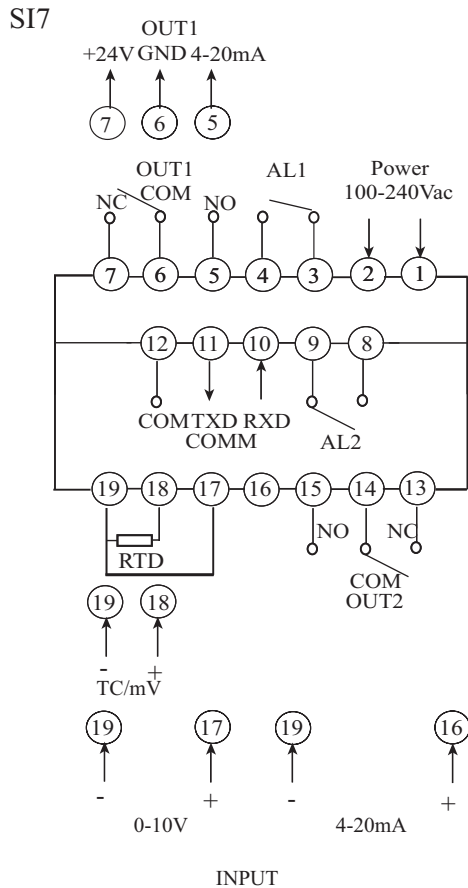 SI7
OUT1
+24V GND 4-20mA
7 6 5
OUT1 AL1 Power
NC COM NO 100-240Vac
7 6 5 4 3 2 1
12 11 10 9 8
COM TXD RXD
COMM AL2
19 18 17 16 15 14 13
RTD NO NC
COM
OUT2
19 18
- +
TC/mV
19 17 19 16
- + - +
0-10V 4-20mA
INPUT